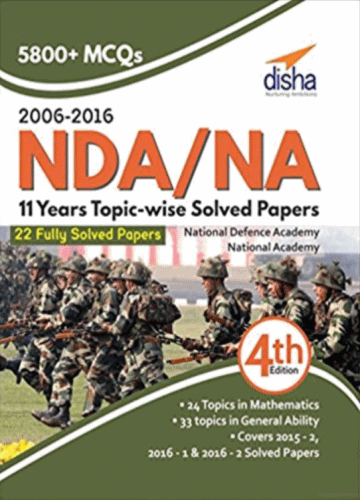 5800+ MCQs
disha
Nurturing Ambitions
2006-2016
NDA/NA
11 Years Topic-wise Solved Papers
22 Fully Solved Papers
National Defence Academy
National Academy
4th
Edition
• 24 Topics in Mathematics
• 33 topics in General Ability
• Covers 2015 - 2,
2016 - 1 & 2016 - 2 Solved Papers